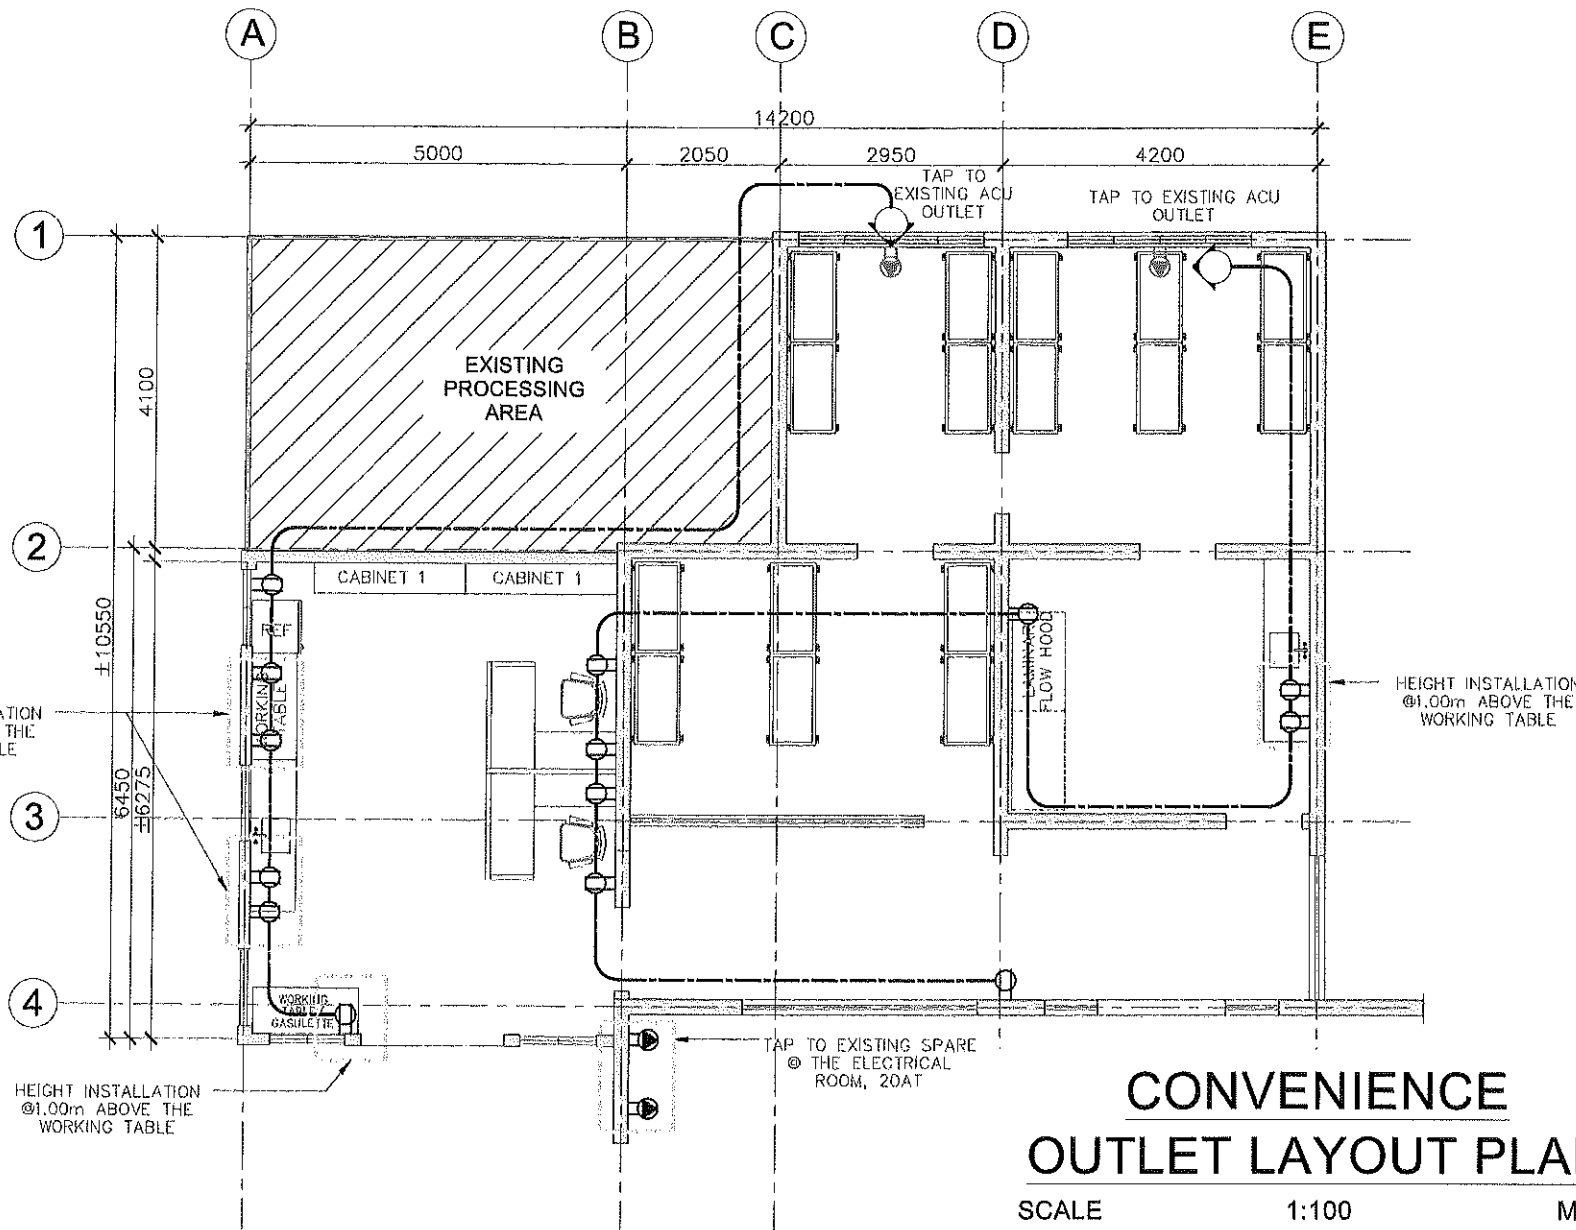 A
B
C
D
E
14200
5000
2050
2950
4200
TAP TO
EXISTING ACU
OUTLET
TAP TO EXISTING ACU
OUTLET
1
4100
EXISTING
PROCESSING
AREA
2
CABINET 1
CABINET 1
±10550
REF
WORKING
TABLE
LAMINAR
FLOW HOOD
HEIGHT INSTALLATION
@1.00m ABOVE THE
WORKING TABLE
ATION
THE
LE
6450
±6275
3
4
WORKING
TABLE
GASULETTE
TAP TO EXISTING SPARE
@ THE ELECTRICAL
ROOM, 20AT
HEIGHT INSTALLATION
@1.00m ABOVE THE
WORKING TABLE
CONVENIENCE
OUTLET LAYOUT PLA
SCALE 1:100 M